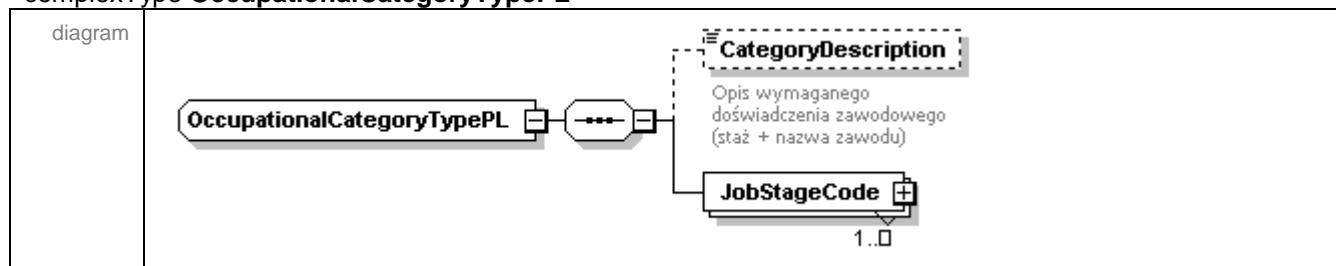 complexType OccupationalCategoryTypePL
diagram
CategoryDescription
Opis wymaganego
doświadczenia zawodowego
(staż + nazwa zawodu)
OccupationalCategoryTypePL
JobStageCode
1..□